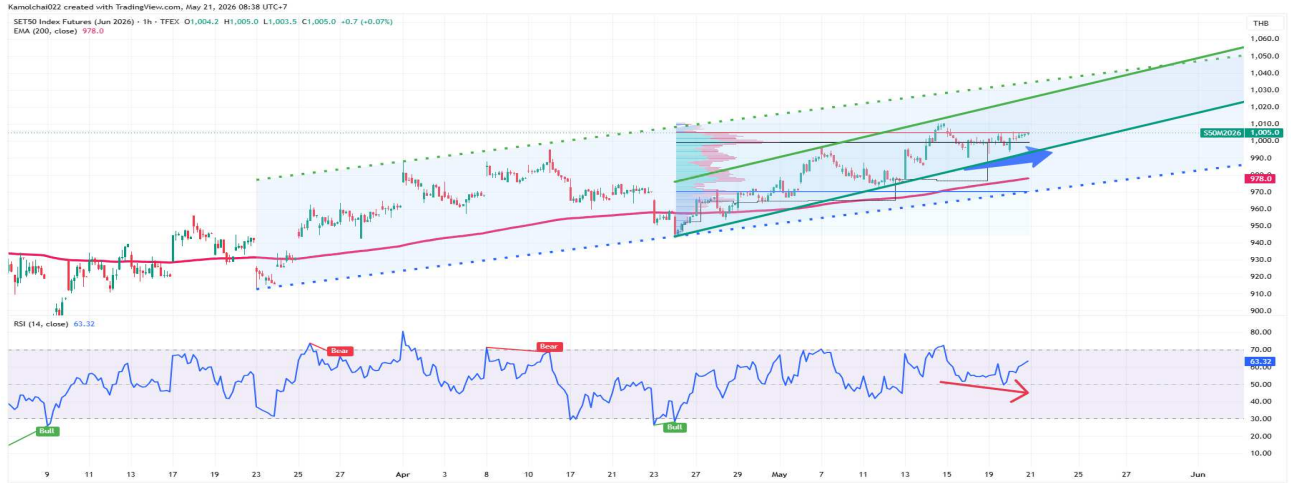 Kamolchai022 created with TradingView.com, May 21, 2026 08:38 UTC+7
SET50 Index Futures (Jun 2026) · 1h · TFEX O1,004.2 H1,005.0 L1,003.5 C1,005.0 +0.7 (+0.07%)
EMA (200, close) 978.0
THB
1,060.0
1,050.0
1,040.0
1,030.0
1,020.0
1,010.0
S50M2026 1,005.0
1,000.0
990.0
980.0
978.0
970.0
960.0
950.0
940.0
930.0
920.0
910.0
900.0
RSI (14, close) 63.32
80.00
70.00
63.32
60.00
50.00
40.00
30.00
20.00
10.00
Bear
Bear
Bull
Bull
9 11 13 17 19 23 25 27 Apr 3 8 10 17 21 23 27 29 May 7 11 13 15 19 21 25 27 Jun